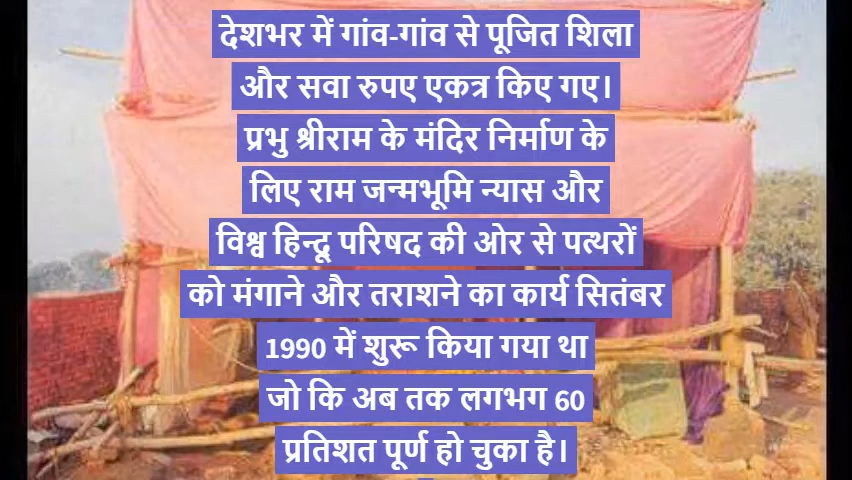 देशभर में गांव-गांव से पूजित शिला
और सवा रुपए एकत्र किए गए।
प्रभु श्रीराम के मंदिर निर्माण के
लिए राम जन्मभूमि न्यास और
विश्व हिन्दू परिषद की ओर से पत्थरों
को मंगाने और तराशने का कार्य सितंबर
1990 में शुरू किया गया था
जो कि अब तक लगभग 60
प्रतिशत पूर्ण हो चुका है।